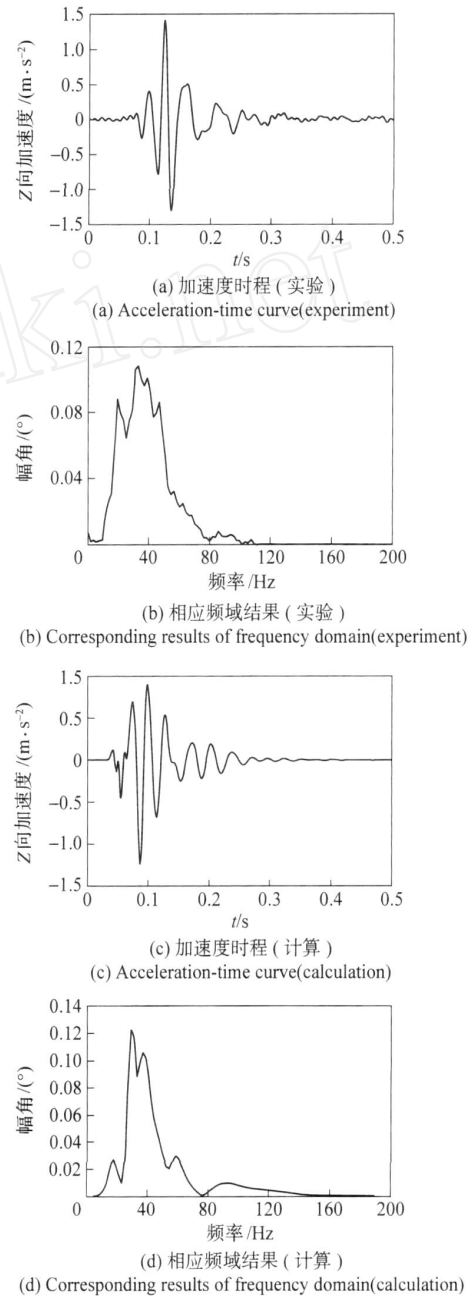 1.5
1.0
0.5
0
−0.5
−1.0
−1.5
Z向加速度/(m·s⁻²)
0 0.1 0.2 0.3 0.4 0.5
t/s
(a) 加速度时程 ( 实验 )
(a) Acceleration-time curve(experiment)
ki.net
0.12
0.08
0.04
幅角/(°)
0 40 80 120 160 200
频率/Hz
(b) 相应频域结果 ( 实验 )
(b) Corresponding results of frequency domain(experiment)
1.5
0.5
0
−0.5
−1.0
−1.5
Z向加速度/(m·s⁻²)
0 0.1 0.2 0.3 0.4 0.5
t/s
(c) 加速度时程 ( 计算 )
(c) Acceleration-time curve(calculation)
0.14
0.12
0.10
0.08
0.06
0.04
0.02
幅角/(°)
0 40 80 120 160 200
频率/Hz
(d) 相应频域结果 ( 计算 )
(d) Corresponding results of frequency domain(calculation)